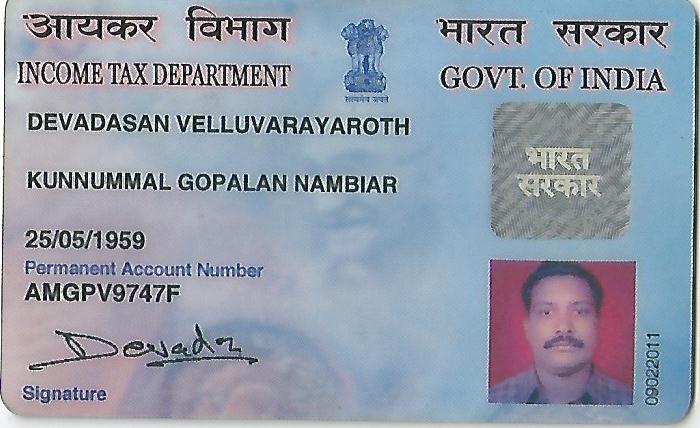 आयकर विभाग
भारत सरकार
INCOME TAX DEPARTMENT
GOVT. OF INDIA
सत्यमेव जयते
DEVADASAN VELLUVARAYAROTH
KUNNUMMAL GOPALAN NAMBIAR
भारत
सरकार
25/05/1959
Permanent Account Number
AMGPV9747F
Devadn
Signature
09022011